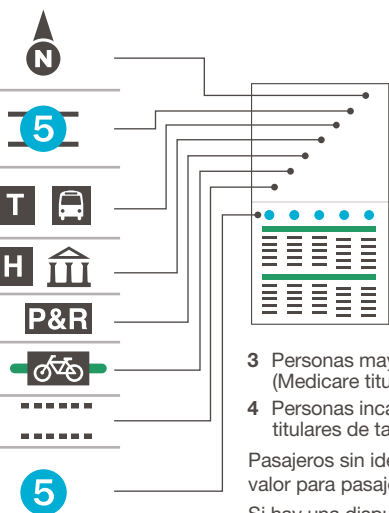 N
5
T
H
P&R
5
3 Personas may
(Medicare titu
4 Personas inca
titulares de ta
Pasajeros sin ide
valor para pasaje
Si hay una dispu